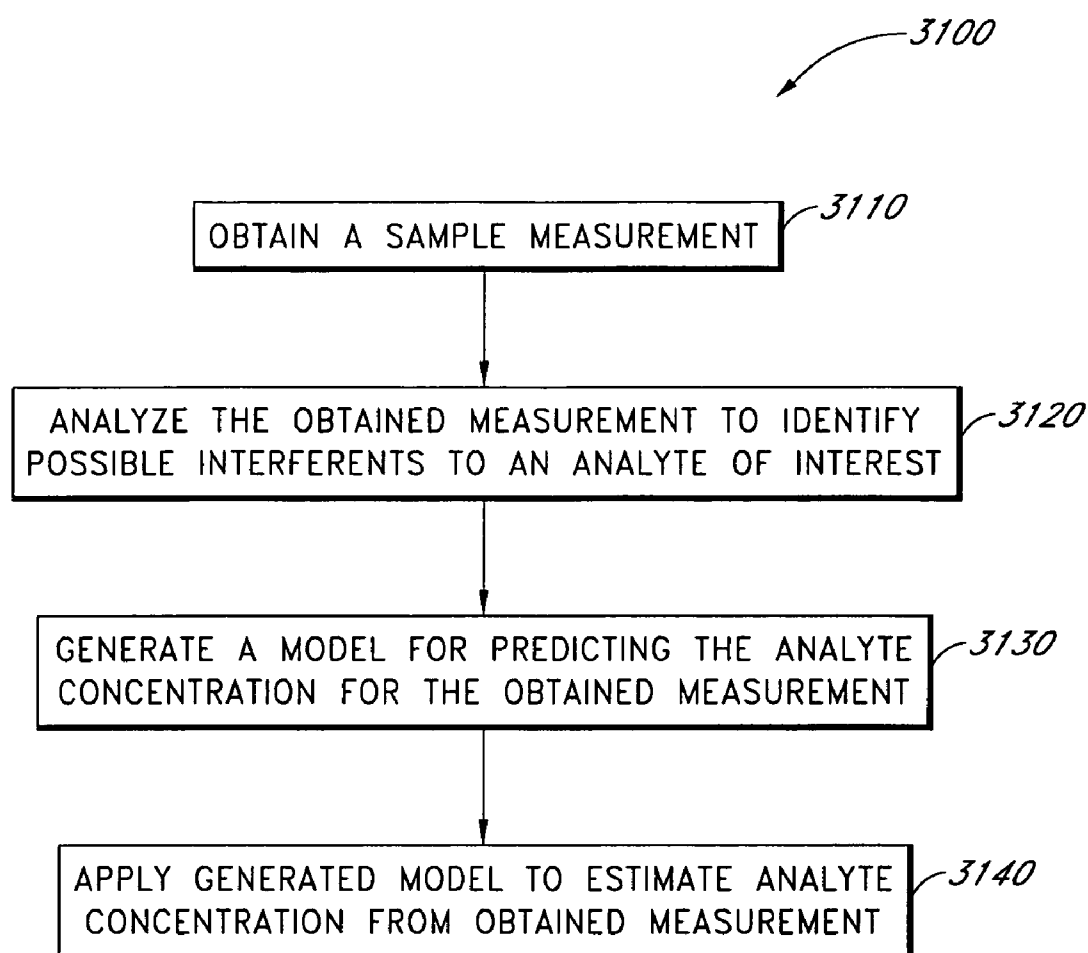 3100
OBTAIN A SAMPLE MEASUREMENT
3110
ANALYZE THE OBTAINED MEASUREMENT TO IDENTIFY
POSSIBLE INTERFERENTS TO AN ANALYTE OF INTEREST
3120
GENERATE A MODEL FOR PREDICTING THE ANALYTE
CONCENTRATION FOR THE OBTAINED MEASUREMENT
3130
APPLY GENERATED MODEL TO ESTIMATE ANALYTE
CONCENTRATION FROM OBTAINED MEASUREMENT
3140